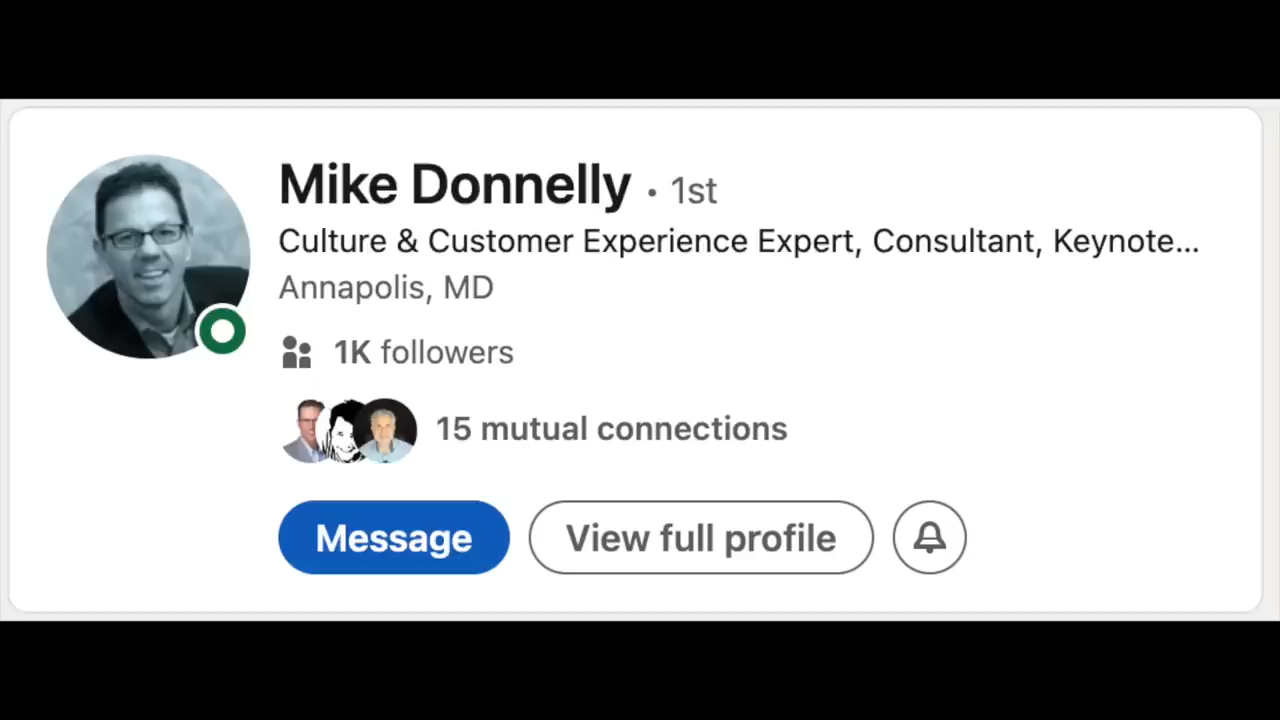 Mike Donnelly · 1st
Culture & Customer Experience Expert, Consultant, Keynote...
Annapolis, MD
1K followers
15 mutual connections
Message
View full profile